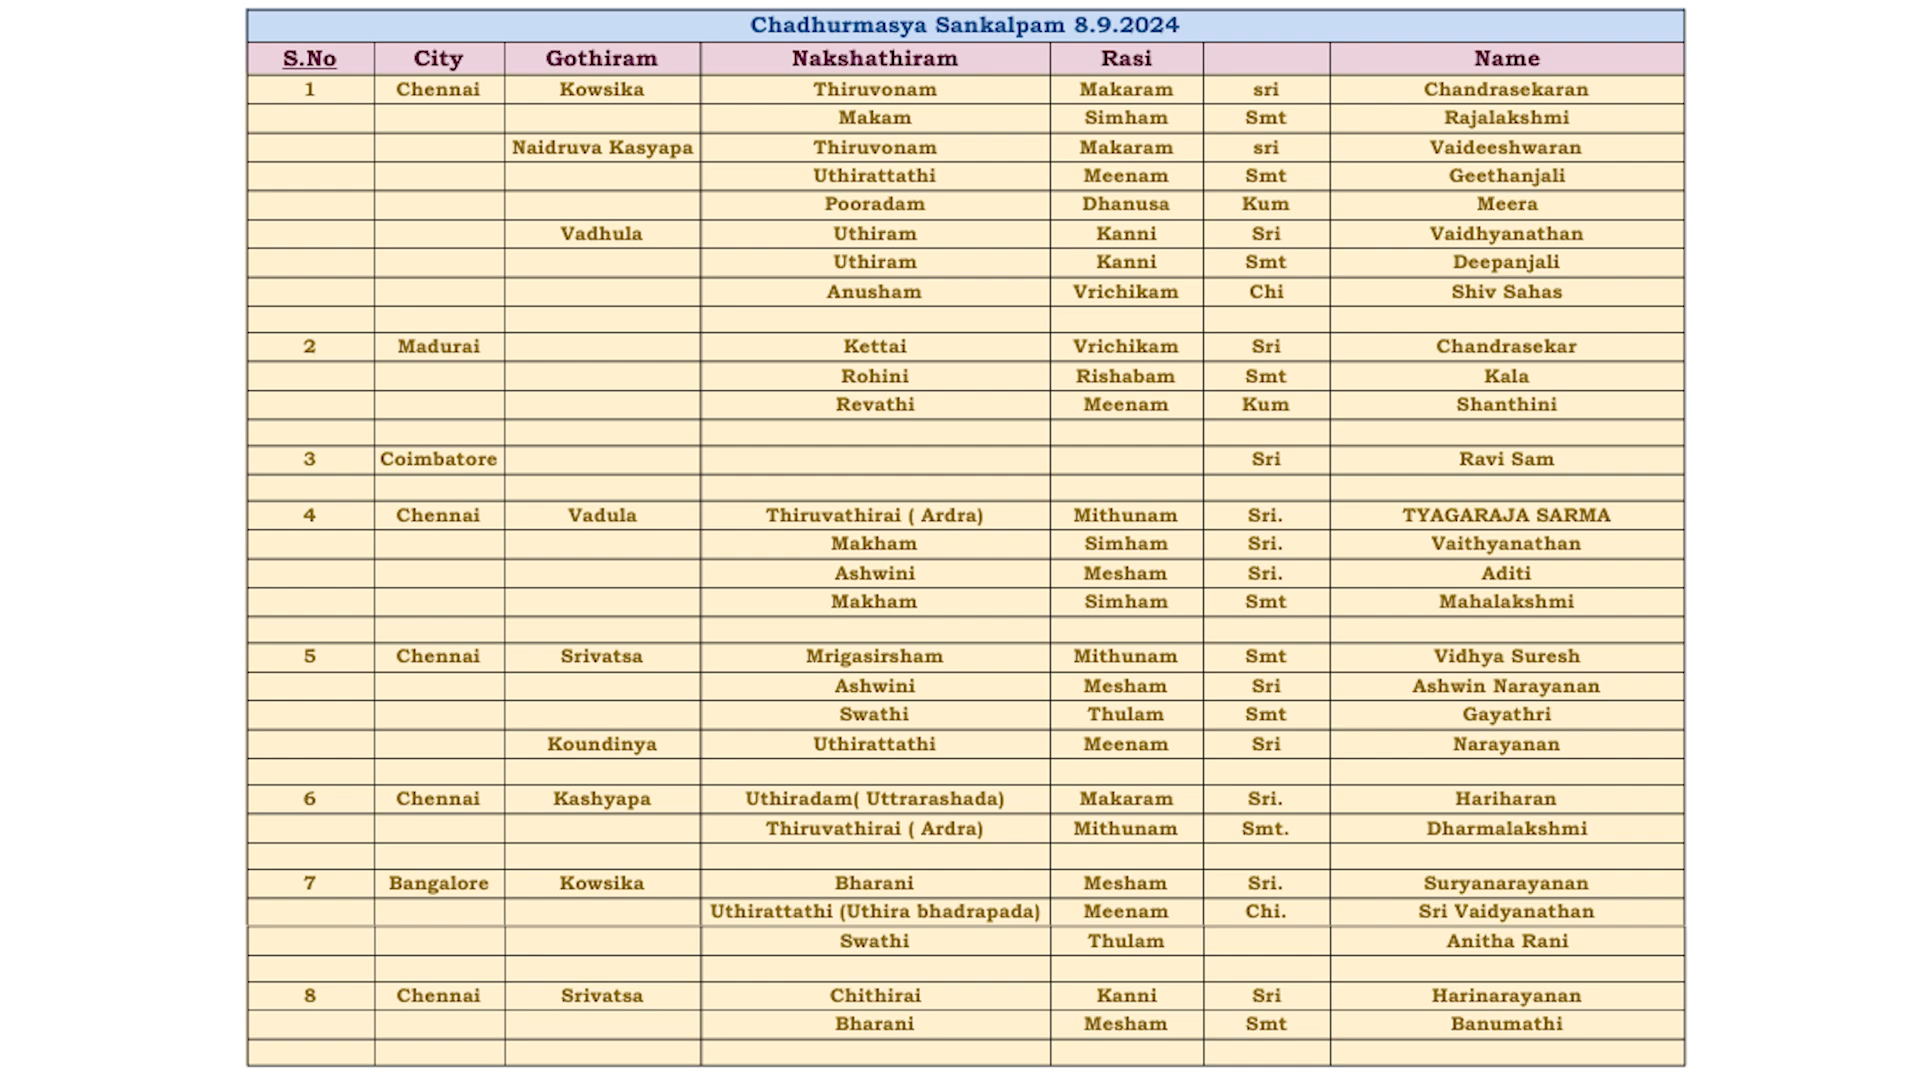 Chadhurmasya Sankalpam 8.9.2024
S.No City Gothiram Nakshathiram Rasi Name
1 Chennai Kowsika Thiruvonam Makaram sri Chandrasekaran
Makam Simham Smt Rajalakshmi
Naidruva Kasyapa Thiruvonam Makaram sri Vaideeshwaran
Uthirattathi Meenam Smt Geethanjali
Pooradam Dhanusa Kum Meera
Vadhula Uthiram Kanni Sri Vaidhyanathan
Uthiram Kanni Smt Deepanjali
Anusham Vrichikam Chi Shiv Sahas
2 Madurai Kettai Vrichikam Sri Chandrasekar
Rohini Rishabam Smt Kala
Revathi Meenam Kum Shanthini
3 Coimbatore Sri Ravi Sam
4 Chennai Vadula Thiruvathirai ( Ardra) Mithunam Sri. TYAGARAJA SARMA
Makham Simham Sri. Vaithyanathan
Ashwini Mesham Sri. Aditi
Makham Simham Smt Mahalakshmi
5 Chennai Srivatsa Mrigasirsham Mithunam Smt Vidhya Suresh
Ashwini Mesham Sri Ashwin Narayanan
Swathi Thulam Smt Gayathri
Koundinya Uthirattathi Meenam Sri Narayanan
6 Chennai Kashyapa Uthiradam( Uttrarashada) Makaram Sri. Hariharan
Thiruvathirai ( Ardra) Mithunam Smt. Dharmalakshmi
7 Bangalore Kowsika Bharani Mesham Sri. Suryanarayanan
Uthirattathi (Uthira bhadrapada) Meenam Chi. Sri Vaidyanathan
Swathi Thulam Anitha Rani
8 Chennai Srivatsa Chithirai Kanni Sri Harinarayanan
Bharani Mesham Smt Banumathi